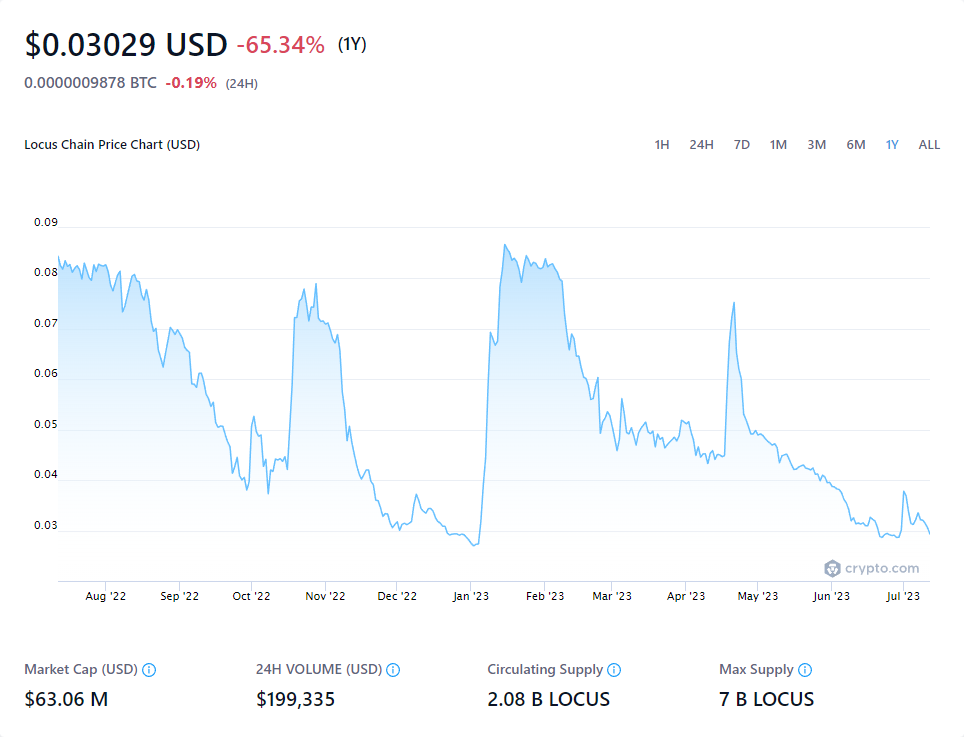 $0.03029 USD -65.34% (1Y)
0.0000009878 BTC -0.19% (24H)
Locus Chain Price Chart (USD) 1H 24H 7D 1M 3M 6M 1Y ALL
0.09
0.08
0.07
0.06
0.05
0.04
0.03
crypto.com
Aug '22 Sep '22 Oct '22 Nov '22 Dec '22 Jan '23 Feb '23 Mar '23 Apr '23 May '23 Jun '23 Jul '23
Market Cap (USD) 24H VOLUME (USD) Circulating Supply Max Supply
$63.06 M $199,335 2.08 B LOCUS 7 B LOCUS